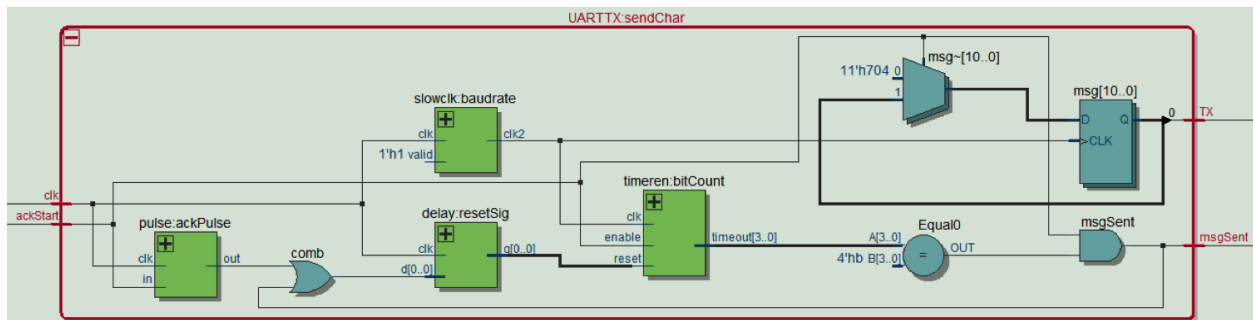 UARTTX:sendChar
msg~[10..0]
11'h704 0
1
msg[10..0]
slowclk:baudrate
0
D Q
TX
clk clk2
CLK
1'h1 valid
timeren:bitCount
clk
delay:resetSig
ackStart
clk
msgSent
pulse:ackPulse
Equal0
clk q[0..0]
enable timeout[3..0] A[3..0]
OUT
msgSent
comb
=
reset
4'hb B[3..0]
clk out
d[0..0]
in